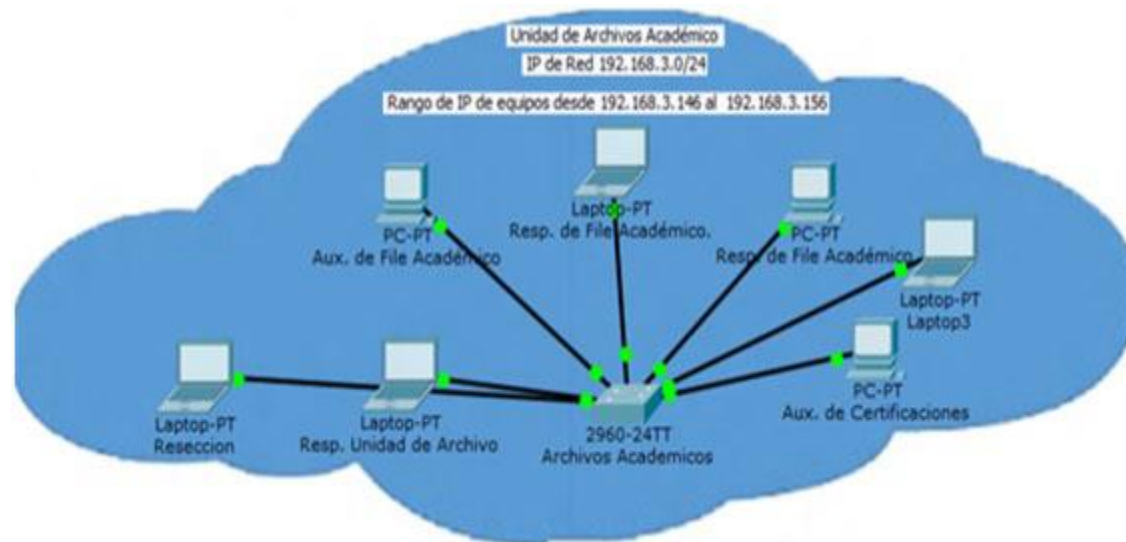 Unidad de Archivos Académico
IP de Red 192.168.3.0/24
Rango de IP de equipos desde 192.168.3.146 al 192.168.3.156
Laptop-PT
Resp. de File Académico.
PC-PT
Aux. de File Académico
PC-PT
Resp. de File Académico
Laptop-PT
Laptop3
PC-PT
Aux. de Certificaciones
Laptop-PT
Reseccion
Laptop-PT
Resp. Unidad de Archivo
2960-24TT
Archivos Academicos